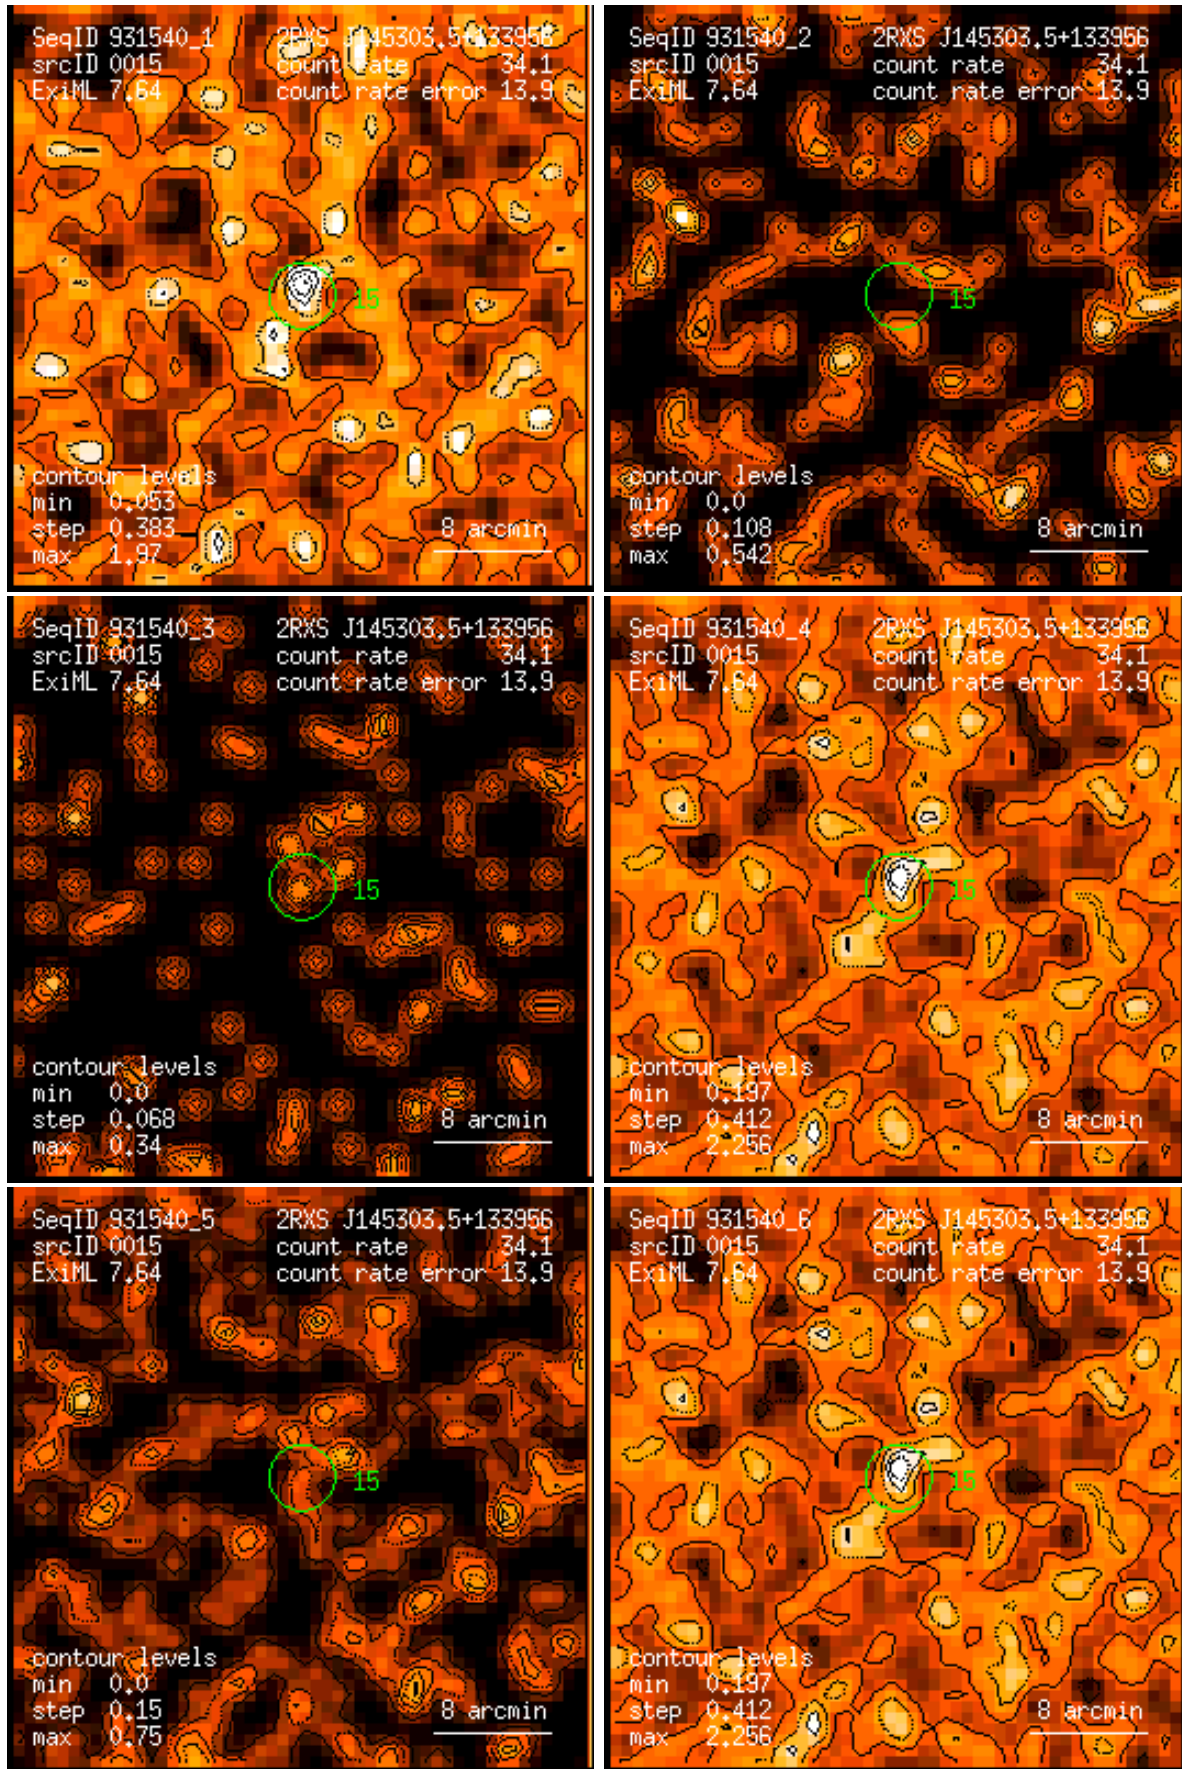 SeqID 931540_1 2RXS J145303.5+133956
srcID 0015 count rate 34.1
ExiML 7.64 count rate error 13.9
15
contour levels
min 0.053
step 0.383 8 arcmin
max 1.97
SeqID 931540_2 2RXS J145303.5+133956
srcID 0015 count rate 34.1
ExiML 7.64 count rate error 13.9
15
contour levels
min 0.0
step 0.108 8 arcmin
max 0.542
SeqID 931540_3 2RXS J145303.5+133956
srcID 0015 count rate 34.1
ExiML 7.64 count rate error 13.9
15
contour levels
min 0.0
step 0.068 8 arcmin
max 0.34
SeqID 931540_4 2RXS J145303.5+133956
srcID 0015 count rate 34.1
ExiML 7.64 count rate error 13.9
15
contour levels
min 0.197
step 0.412 8 arcmin
max 2.256
SeqID 931540_5 2RXS J145303.5+133956
srcID 0015 count rate 34.1
ExiML 7.64 count rate error 13.9
15
contour levels
min 0.0
step 0.15 8 arcmin
max 0.75
SeqID 931540_6 2RXS J145303.5+133956
srcID 0015 count rate 34.1
ExiML 7.64 count rate error 13.9
15
contour levels
min 0.197
step 0.412 8 arcmin
max 2.256